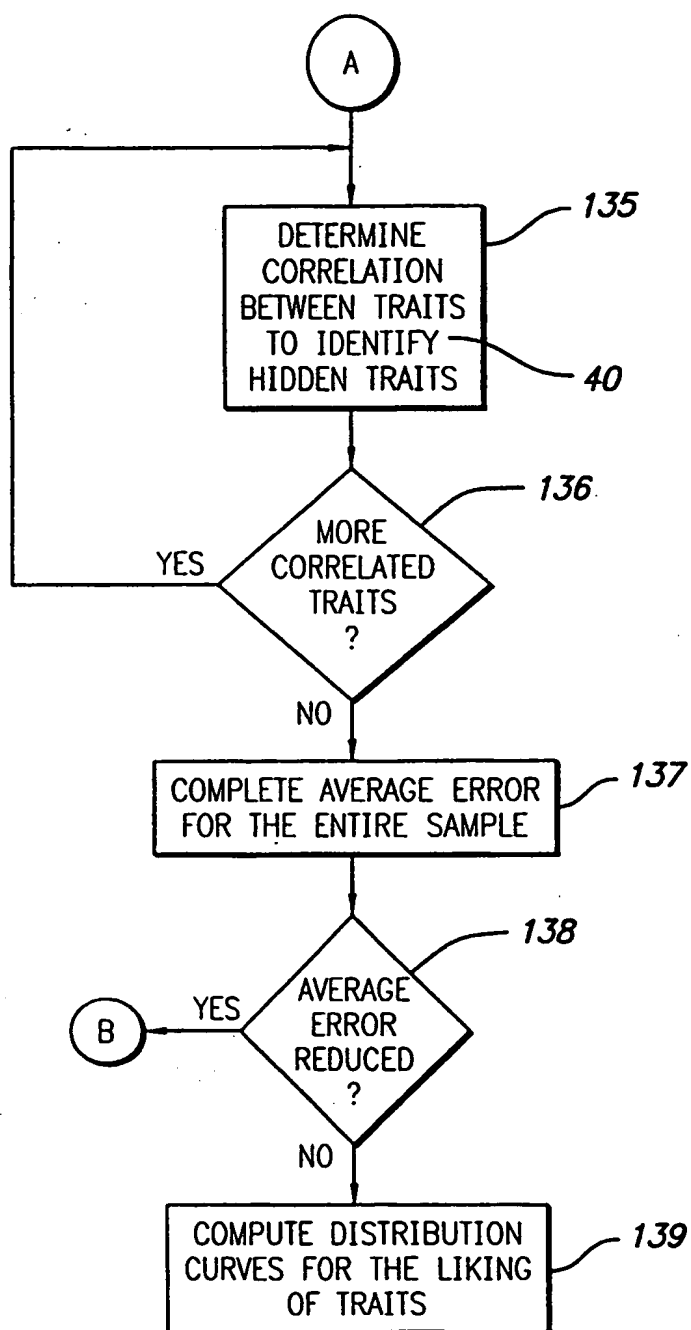 A
135
DETERMINE
CORRELATION
BETWEEN TRAITS
TO IDENTIFY
HIDDEN TRAITS
40
136
MORE
CORRELATED
TRAITS
?
YES
NO
137
COMPLETE AVERAGE ERROR
FOR THE ENTIRE SAMPLE
138
AVERAGE
ERROR
REDUCED
?
YES
B
NO
139
COMPUTE DISTRIBUTION
CURVES FOR THE LIKING
OF TRAITS